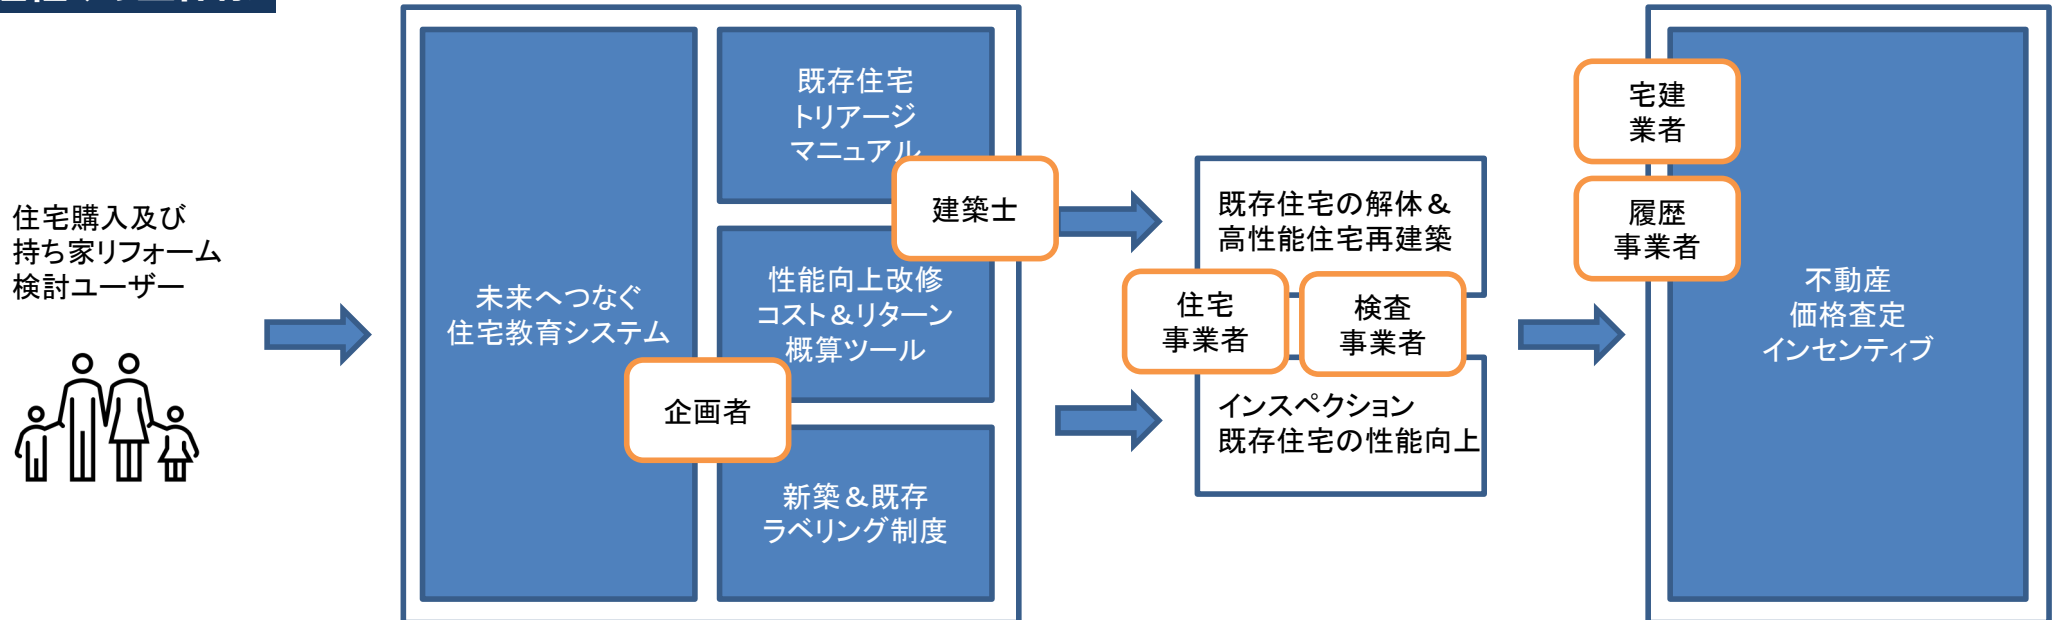 住宅購入及び
持ち家リフォーム
検討ユーザー
未来へつなぐ
住宅教育システム
既存住宅
トリアージ
マニュアル
建築士
性能向上改修
コスト＆リターン
概算ツール
企画者
新築＆既存
ラベリング制度
既存住宅の解体＆
高性能住宅再建築
住宅
事業者
検査
事業者
インスペクション
既存住宅の性能向上
宅建
業者
履歴
事業者
不動産
価格査定
インセンティブ